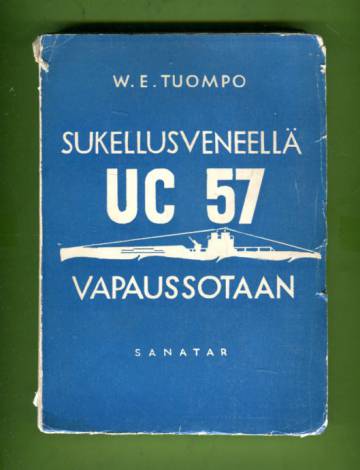 W. E. TUOMPO
SUKELLUSVENEELLÄ
UC 57
VAPAUSSOTAAN
SANATAR